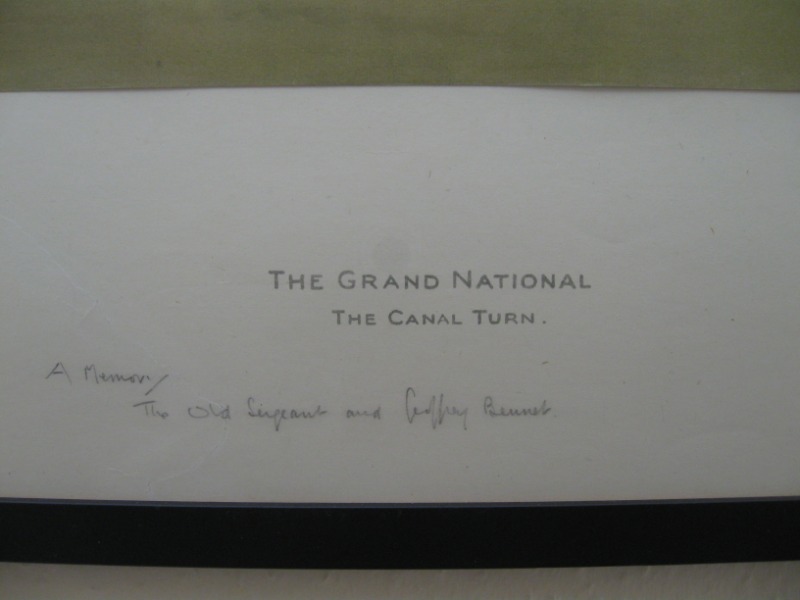 THE GRAND NATIONAL
THE CANAL TURN.
A Memory
The Old Sergeant and Geoffrey Bennet